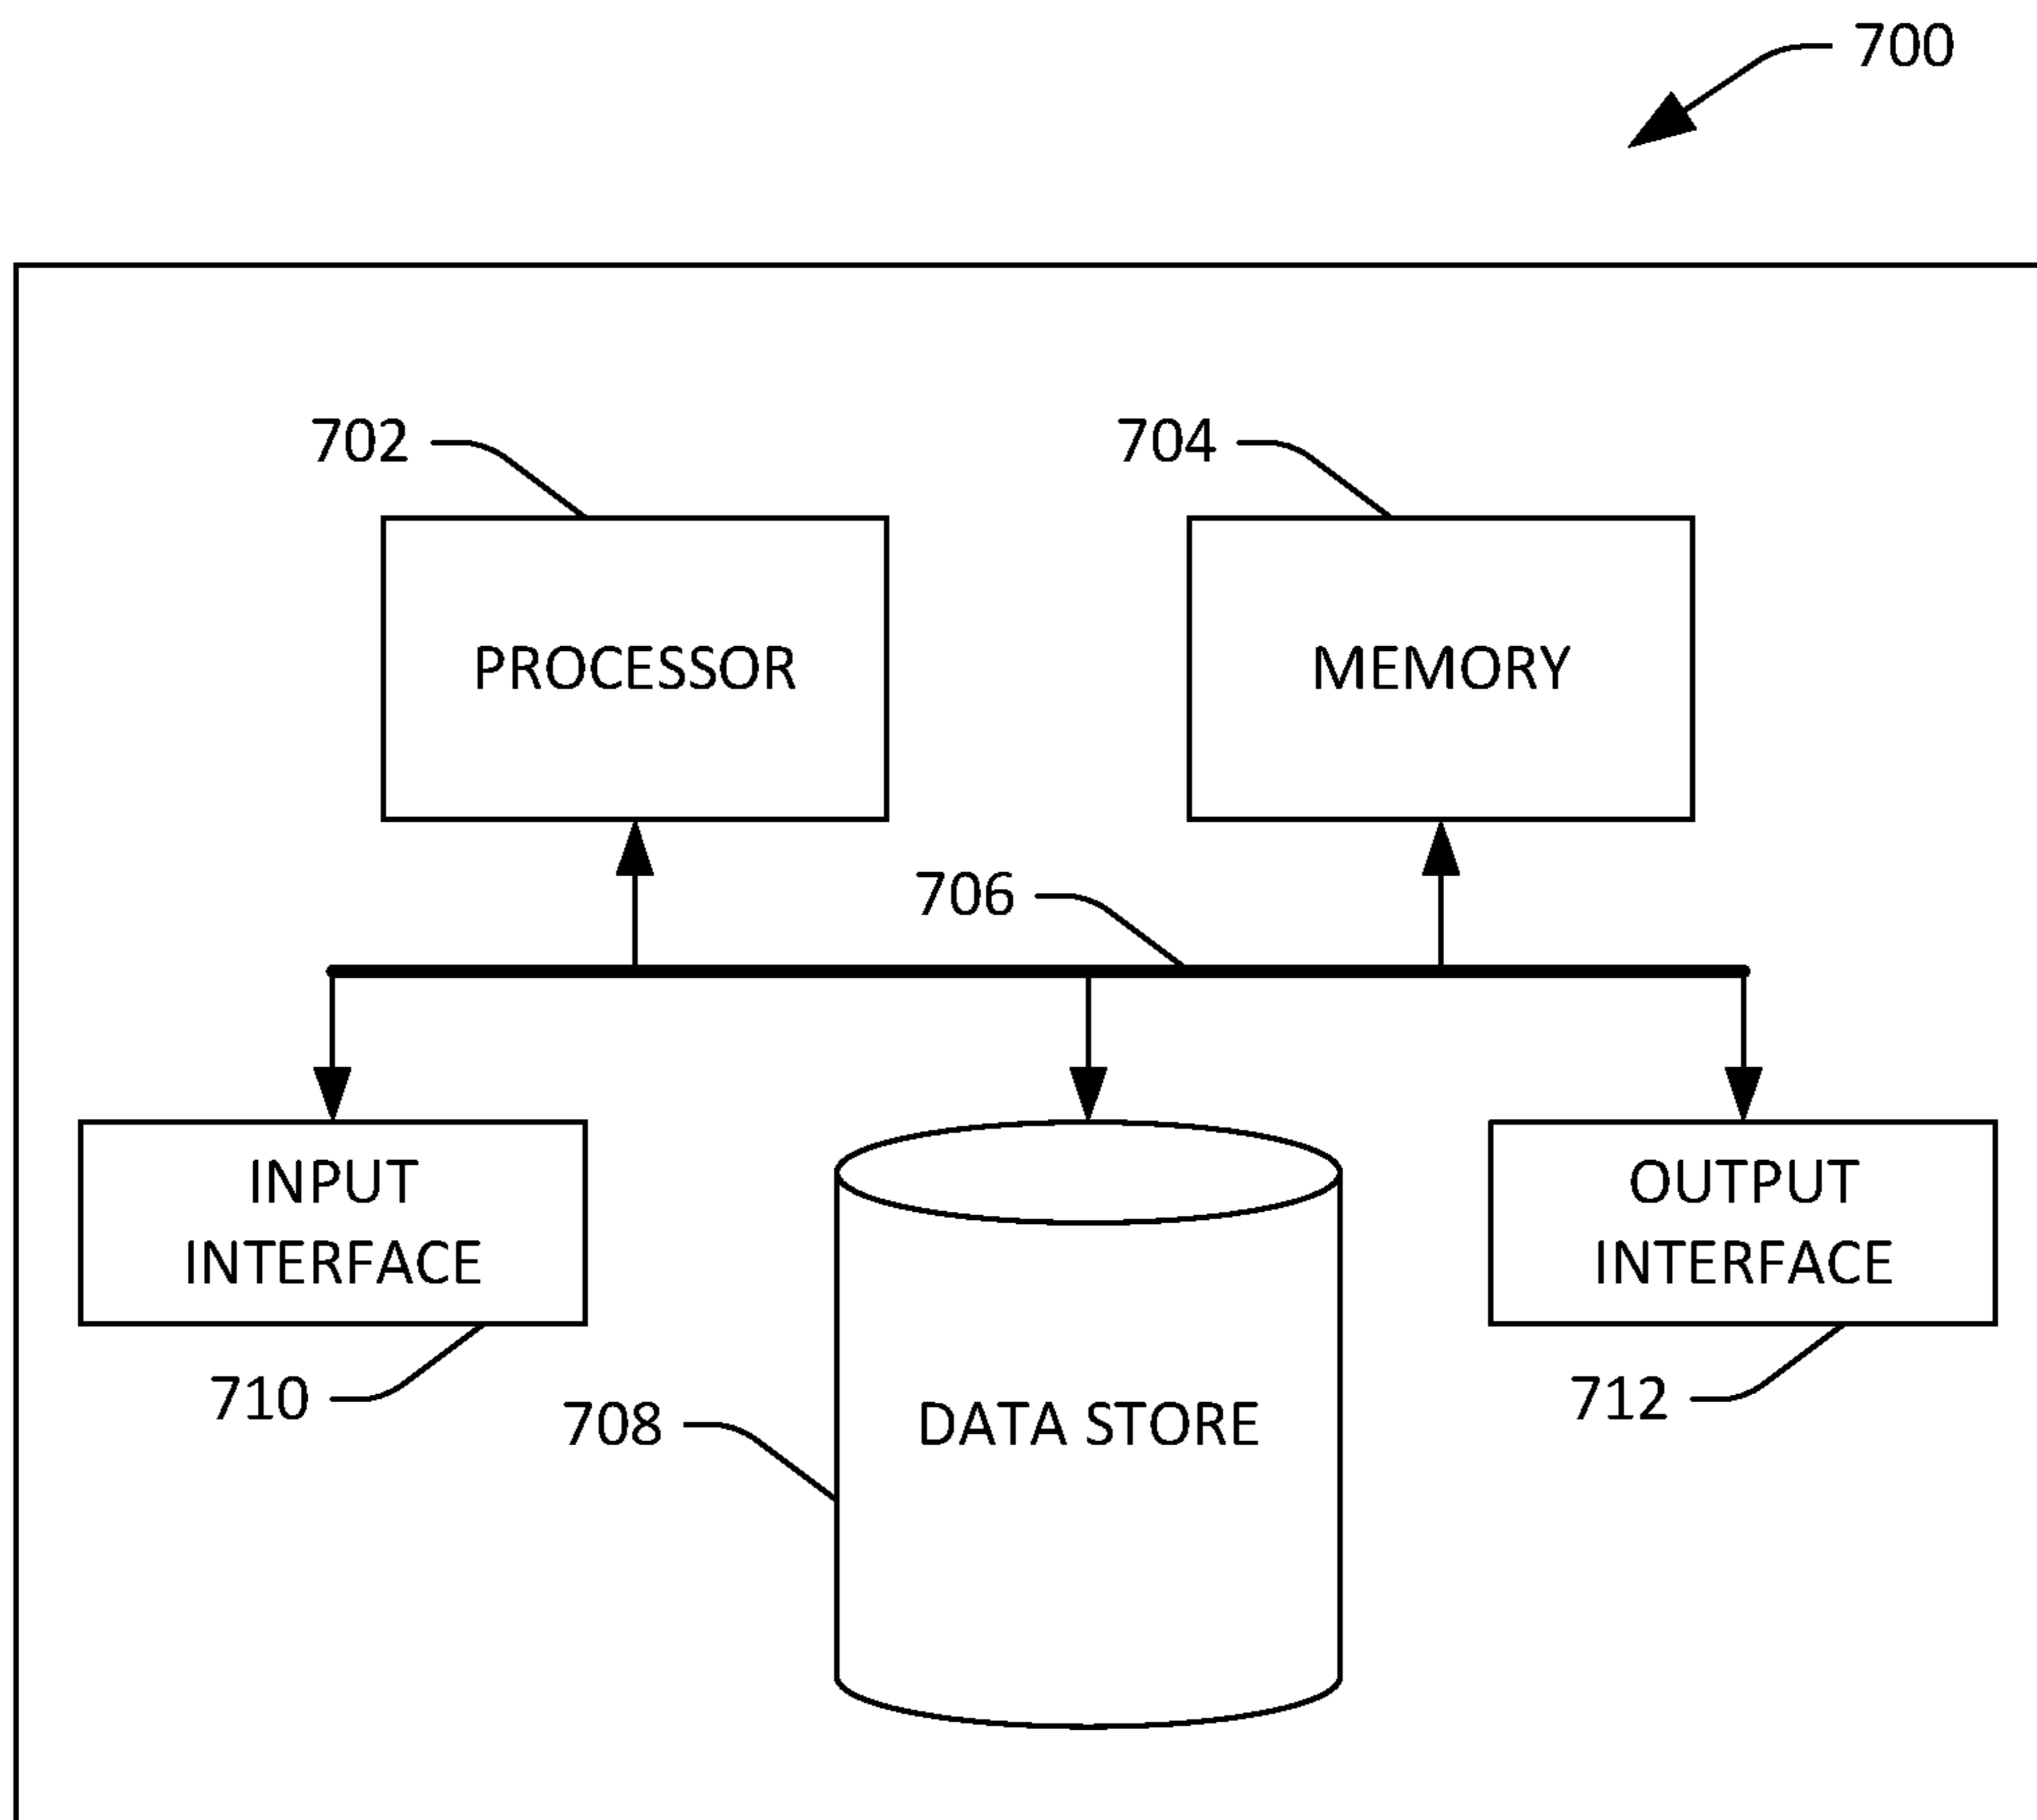 700
702
704
PROCESSOR
MEMORY
706
INPUT
INTERFACE
OUTPUT
INTERFACE
710
708
DATA STORE
712